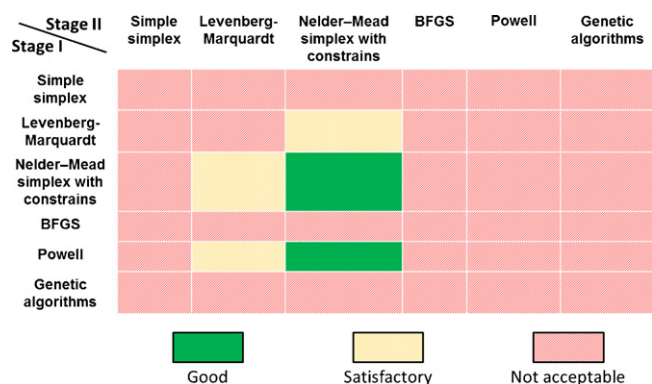 Stage II
Stage I
Simple
simplex
Levenberg-
Marquardt
Nelder–Mead
simplex with
constrains
BFGS
Powell
Genetic
algorithms
Simple
simplex
Levenberg-
Marquardt
Nelder–Mead
simplex with
constrains
BFGS
Powell
Genetic
algorithms
Good
Satisfactory
Not acceptable